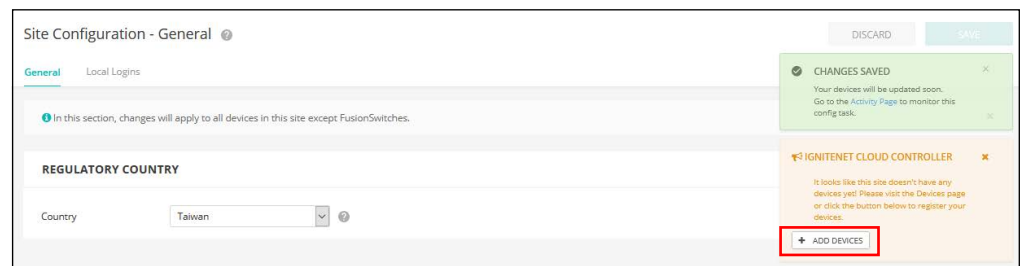 Site Configuration - General
DISCARD
SAVE
General
Local Logins
CHANGES SAVED
Your devices will be updated soon.
Go to the Activity Page to monitor this
config task.
In this section, changes will apply to all devices in this site except FusionSwitches.
IGNITENET CLOUD CONTROLLER
It looks like this site doesn't have any
devices yet! Please visit the Devices page
or click the button below to register your
devices.
+ ADD DEVICES
REGULATORY COUNTRY
Country
Taiwan